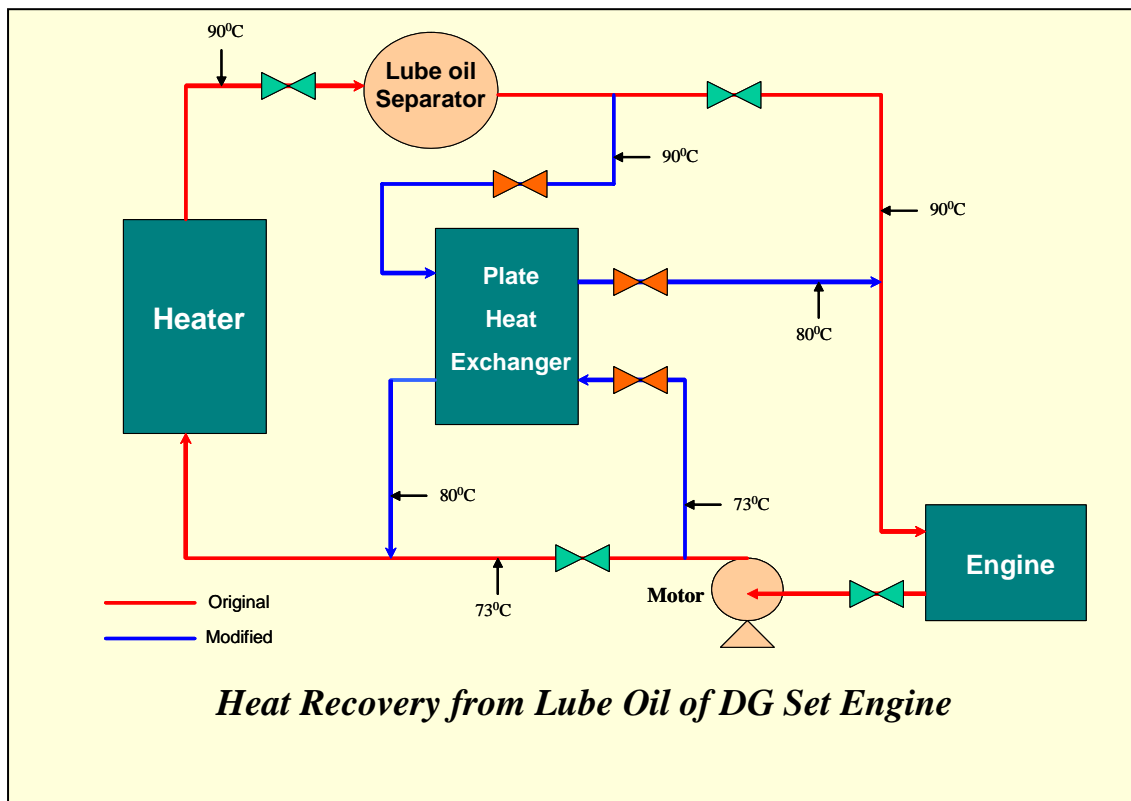 90⁰C
Lube oil
Separator
90⁰C
90⁰C
Plate
Heat
Exchanger
Heater
80⁰C
80⁰C
73⁰C
Engine
Motor
73⁰C
Original
Modified
Heat Recovery from Lube Oil of DG Set Engine